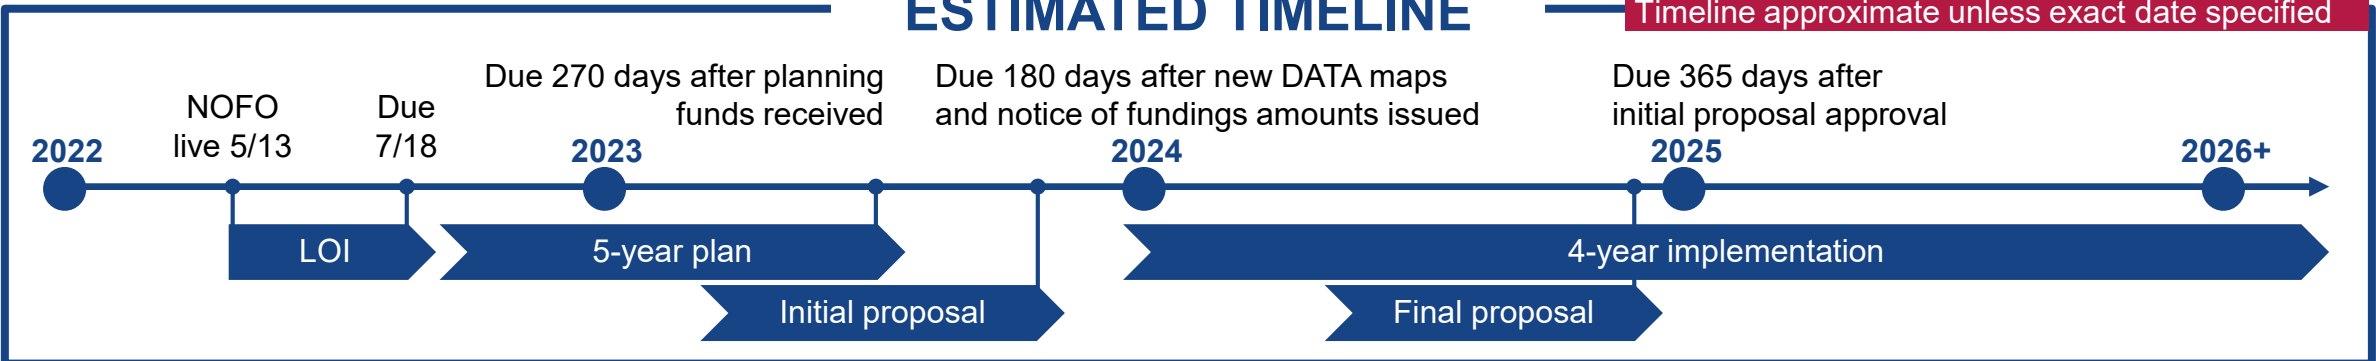 ESTIMATED TIMELINE
Timeline approximate unless exact date specified
NOFO
live 5/13
Due
7/18
Due 270 days after planning
funds received
Due 180 days after new DATA maps
and notice of fundings amounts issued
Due 365 days after
initial proposal approval
2022
2023
2024
2025
2026+
LOI
5-year plan
4-year implementation
Initial proposal
Final proposal